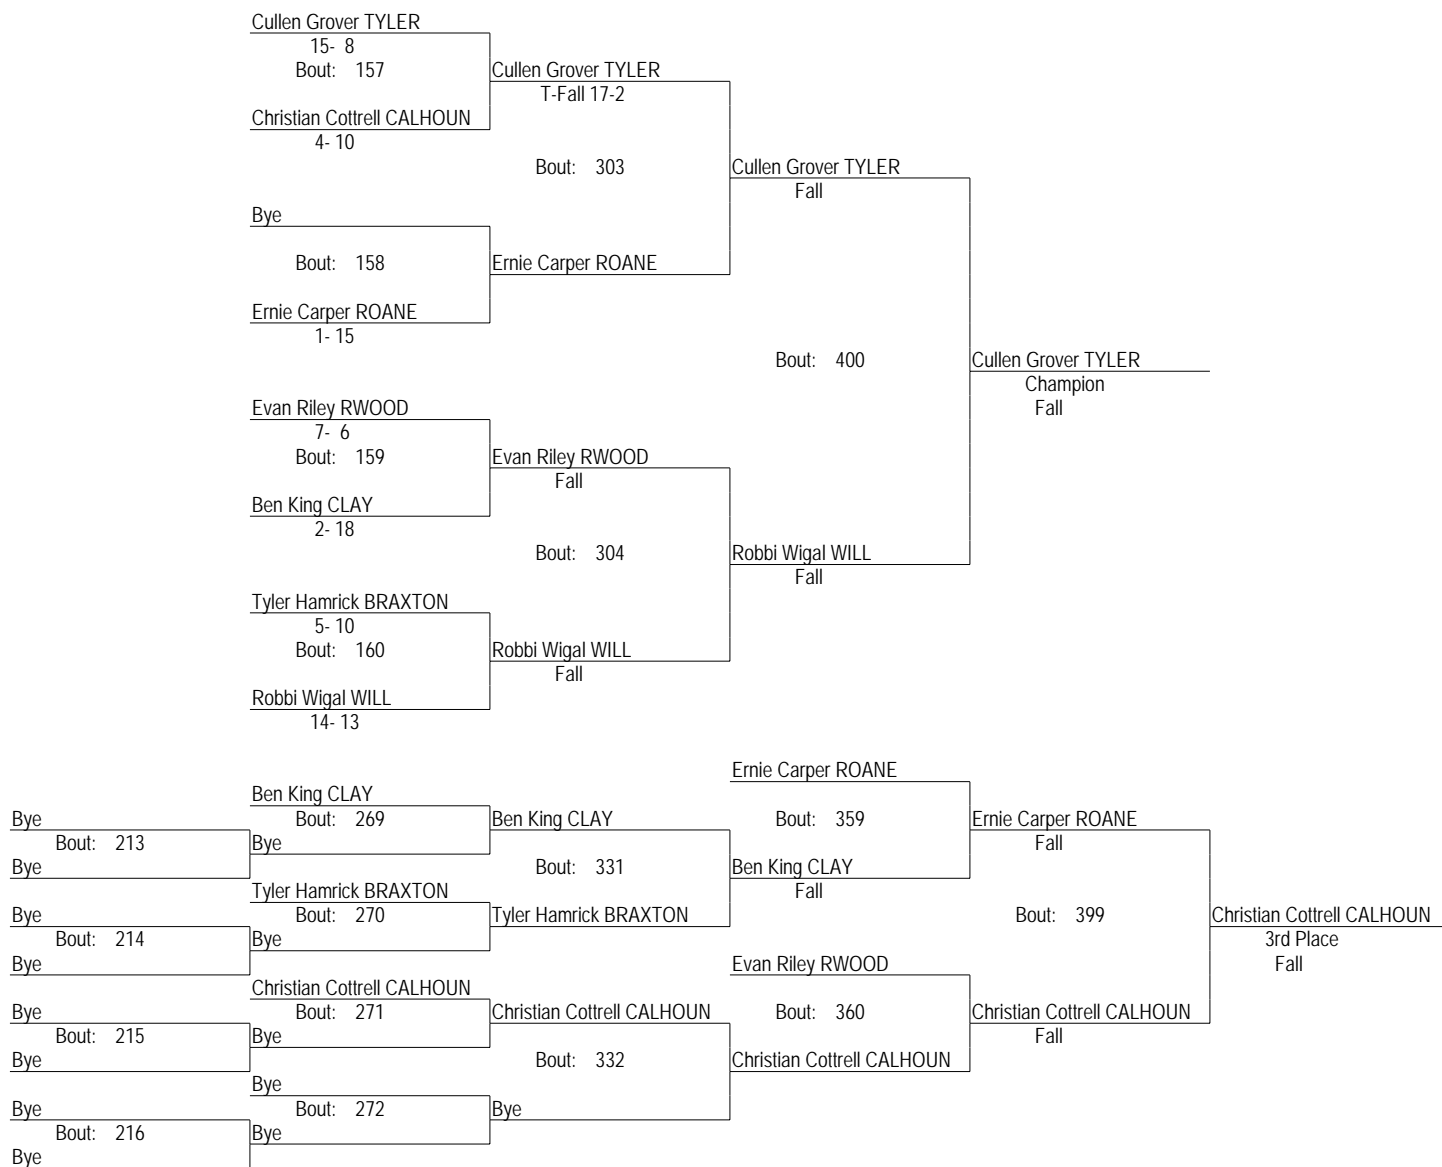 Cullen Grover TYLER
15- 8
Bout: 157
Cullen Grover TYLER
T-Fall 17-2
Christian Cottrell CALHOUN
4- 10
Bout: 303
Cullen Grover TYLER
Fall
Bye
Bout: 158
Ernie Carper ROANE
Ernie Carper ROANE
1- 15
Bout: 400
Cullen Grover TYLER
Champion
Fall
Evan Riley RWOOD
7- 6
Bout: 159
Evan Riley RWOOD
Fall
Ben King CLAY
2- 18
Bout: 304
Robbi Wigal WILL
Fall
Tyler Hamrick BRAXTON
5- 10
Bout: 160
Robbi Wigal WILL
Fall
Robbi Wigal WILL
14- 13
Ernie Carper ROANE
Ben King CLAY
Bye
Bout: 269
Ben King CLAY
Bout: 359
Ernie Carper ROANE
Bout: 213
Bye
Fall
Bye
Bout: 331
Ben King CLAY
Tyler Hamrick BRAXTON
Fall
Bye
Bout: 270
Tyler Hamrick BRAXTON
Bout: 399
Christian Cottrell CALHOUN
Bout: 214
Bye
3rd Place
Bye
Evan Riley RWOOD
Fall
Christian Cottrell CALHOUN
Bye
Bout: 271
Christian Cottrell CALHOUN
Bout: 360
Christian Cottrell CALHOUN
Bout: 215
Bye
Fall
Bye
Bout: 332
Christian Cottrell CALHOUN
Bye
Bye
Bout: 272
Bye
Bout: 216
Bye
Bye